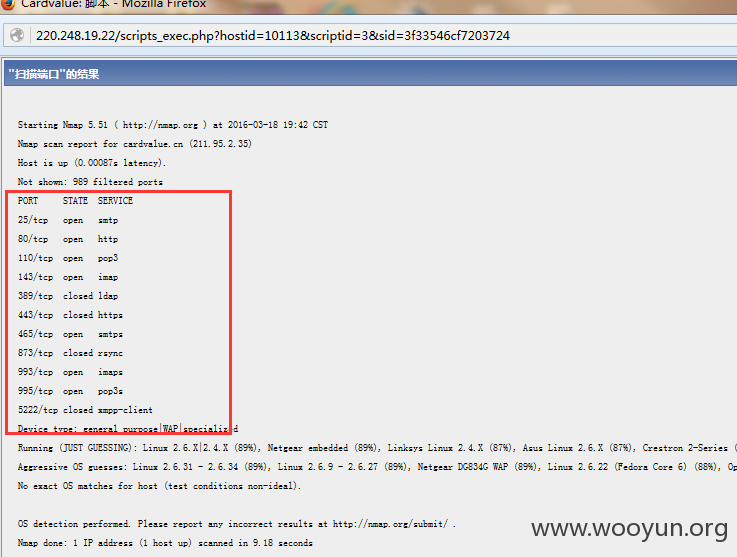 Cardvalue: 脚本 - Mozilla Firefox
220.248.19.22/scripts_exec.php?hostid=10113&scriptid=3&sid=3f33546cf7203724
"扫描端口"的结果
Starting Nmap 5.51 ( http://nmap.org ) at 2016-03-18 19:42 CST
Nmap scan report for cardvalue.cn (211.95.2.35)
Host is up (0.00087s latency).
Not shown: 989 filtered ports
PORT STATE SERVICE
25/tcp open smtp
80/tcp open http
110/tcp open pop3
143/tcp open imap
389/tcp closed ldap
443/tcp closed https
465/tcp open smtps
873/tcp closed rsync
993/tcp open imaps
995/tcp open pop3s
5222/tcp closed xmpp-client
Device type: general purpose|WAP|specialized
Running (JUST GUESSING): Linux 2.6.X|2.4.X (89%), Netgear embedded (89%), Linksys Linux 2.4.X (87%), Asus Linux 2.6.X (87%), Crestron 2-Series (
Aggressive OS guesses: Linux 2.6.31 - 2.6.34 (89%), Linux 2.6.9 - 2.6.27 (89%), Netgear DG834G WAP (89%), Linux 2.6.22 (Fedora Core 6) (88%), Op
No exact OS matches for host (test conditions non-ideal).
OS detection performed. Please report any incorrect results at http://nmap.org/submit/ .
Nmap done: 1 IP address (1 host up) scanned in 9.18 seconds
www.wooyun.org